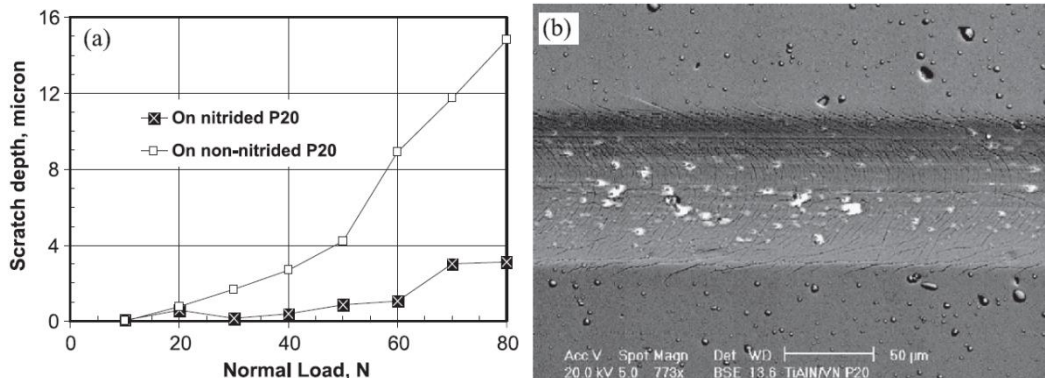 (a)
16
12
8
4
0
Scratch depth, micron
On nitrided P20
On non-nitrided P20
0 20 40 60 80
Normal Load, N
(b)
Acc.V Spot Magn Det WD 50 µm
20.0 kV 5.0 773x BSE 13.6 TiAlN/VN P20